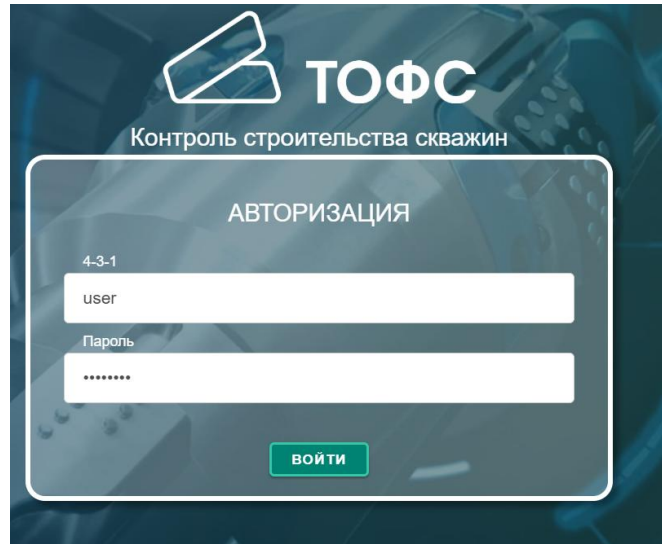 ТОФС
Контроль строительства скважин
АВТОРИЗАЦИЯ
4-3-1
user
Пароль
••••••••
ВОЙТИ